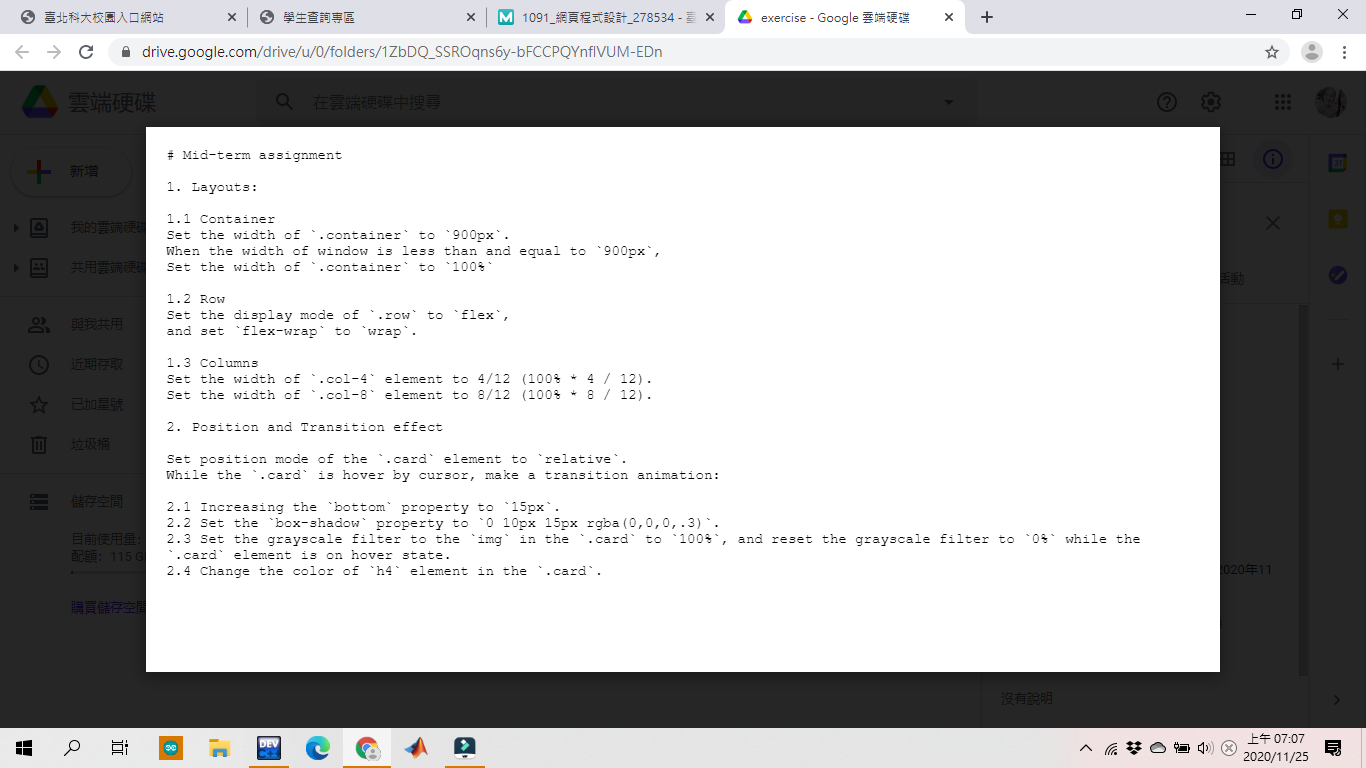 臺北科大校園入口網站
學生查詢專區
1091_網頁程式設計_278534 - 臺
exercise - Google 雲端硬碟
drive.google.com/drive/u/0/folders/1ZbDQ_SSROqns6y-bFCCPQYnflVUM-EDn
雲端硬碟
在雲端硬碟中搜尋
新增
我的雲端硬碟
共用雲端硬碟
與我共用
近期存取
已加星號
垃圾桶
儲存空間
目前使用量:
配額: 115 G
購買儲存空間
# Mid-term assignment
1. Layouts:
1.1 Container
Set the width of `.container` to `900px`.
When the width of window is less than and equal to `900px`,
Set the width of `.container` to `100%`
1.2 Row
Set the display mode of `.row` to `flex`,
and set `flex-wrap` to `wrap`.
1.3 Columns
Set the width of `.col-4` element to 4/12 (100% * 4 / 12).
Set the width of `.col-8` element to 8/12 (100% * 8 / 12).
2. Position and Transition effect
Set position mode of the `.card` element to `relative`.
While the `.card` is hover by cursor, make a transition animation:
2.1 Increasing the `bottom` property to `15px`.
2.2 Set the `box-shadow` property to `0 10px 15px rgba(0,0,0,.3)`.
2.3 Set the grayscale filter to the `img` in the `.card` to `100%`, and reset the grayscale filter to `0%` while the
`.card` element is on hover state.
2.4 Change the color of `h4` element in the `.card`.
活動
2020年11
沒有說明
DEV
上午 07:07
2020/11/25